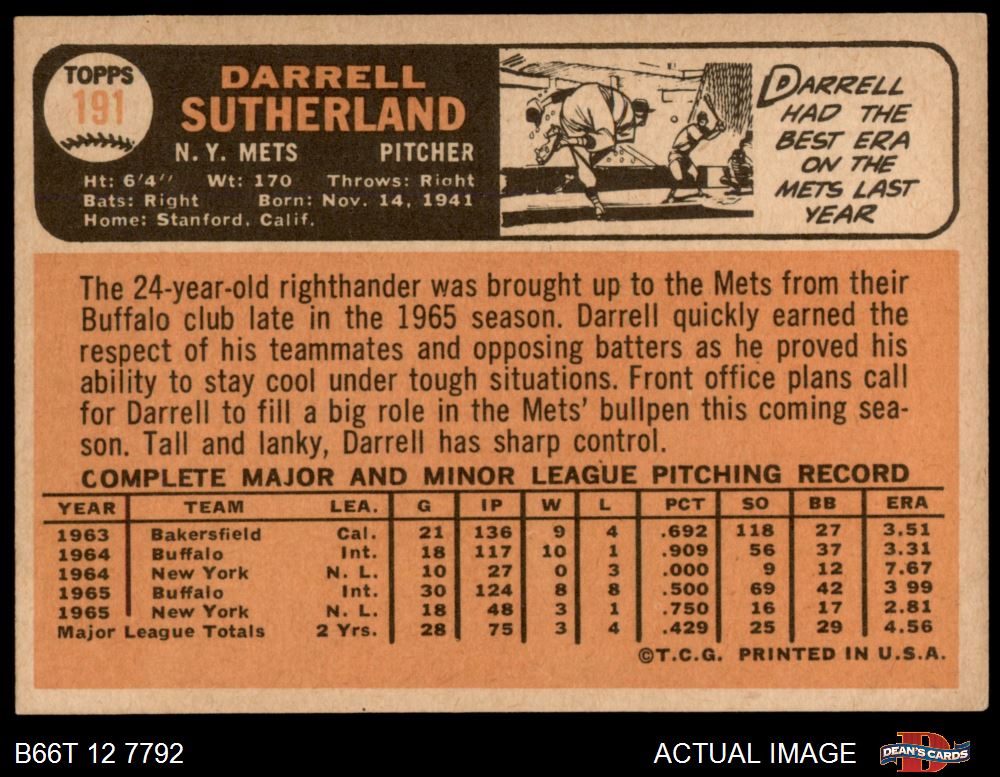 TOPPS
191
DARRELL
SUTHERLAND
N. Y. METS PITCHER
Ht: 6'4" Wt: 170 Throws: Right
Bats: Right Born: Nov. 14, 1941
Home: Stanford, Calif.
DARRELL
HAD THE
BEST ERA
ON THE
METS LAST
YEAR
The 24-year-old righthander was brought up to the Mets from their
Buffalo club late in the 1965 season. Darrell quickly earned the
respect of his teammates and opposing batters as he proved his
ability to stay cool under tough situations. Front office plans call
for Darrell to fill a big role in the Mets' bullpen this coming sea-
son. Tall and lanky, Darrell has sharp control.
COMPLETE MAJOR AND MINOR LEAGUE PITCHING RECORD
YEAR TEAM LEA. G IP W L PCT SO BB ERA
1963 Bakersfield Cal. 21 136 9 4 .692 118 27 3.51
1964 Buffalo Int. 18 117 10 1 .909 56 37 3.31
1964 New York N. L. 10 27 0 3 .000 9 12 7.67
1965 Buffalo Int. 30 124 8 8 .500 69 42 3 99
1965 New York N. L. 18 48 3 1 .750 16 17 2.81
Major League Totals 2 Yrs. 28 75 3 4 .429 25 29 4.56
©T.C.G. PRINTED IN U.S.A.
B66T 12 7792 ACTUAL IMAGE DEAN'S CARDS